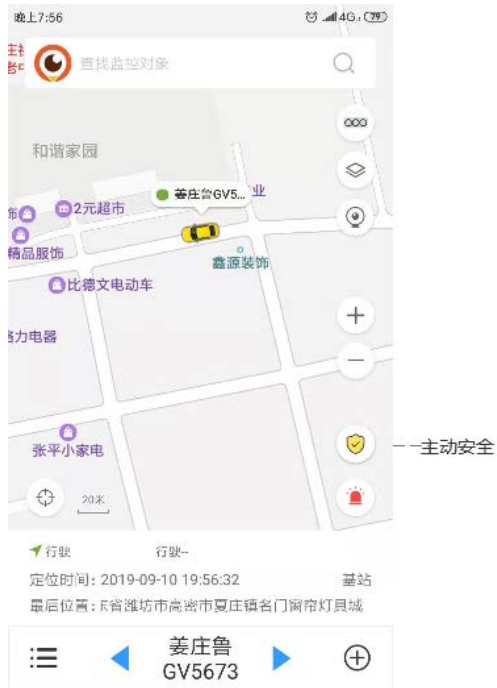 晚上7:56
4G
79
查找监控对象
和谐家园
姜庄鲁GV5...
业
2元超市
精品服饰
鑫源装饰
比德文电动车
力电器
主动安全
张平小家电
20米
行驶 行驶--
定位时间：2019-09-10 19:56:32 基站
最后位置：省潍坊市高密市夏庄镇名门窗帘灯具城
姜庄鲁
GV5673